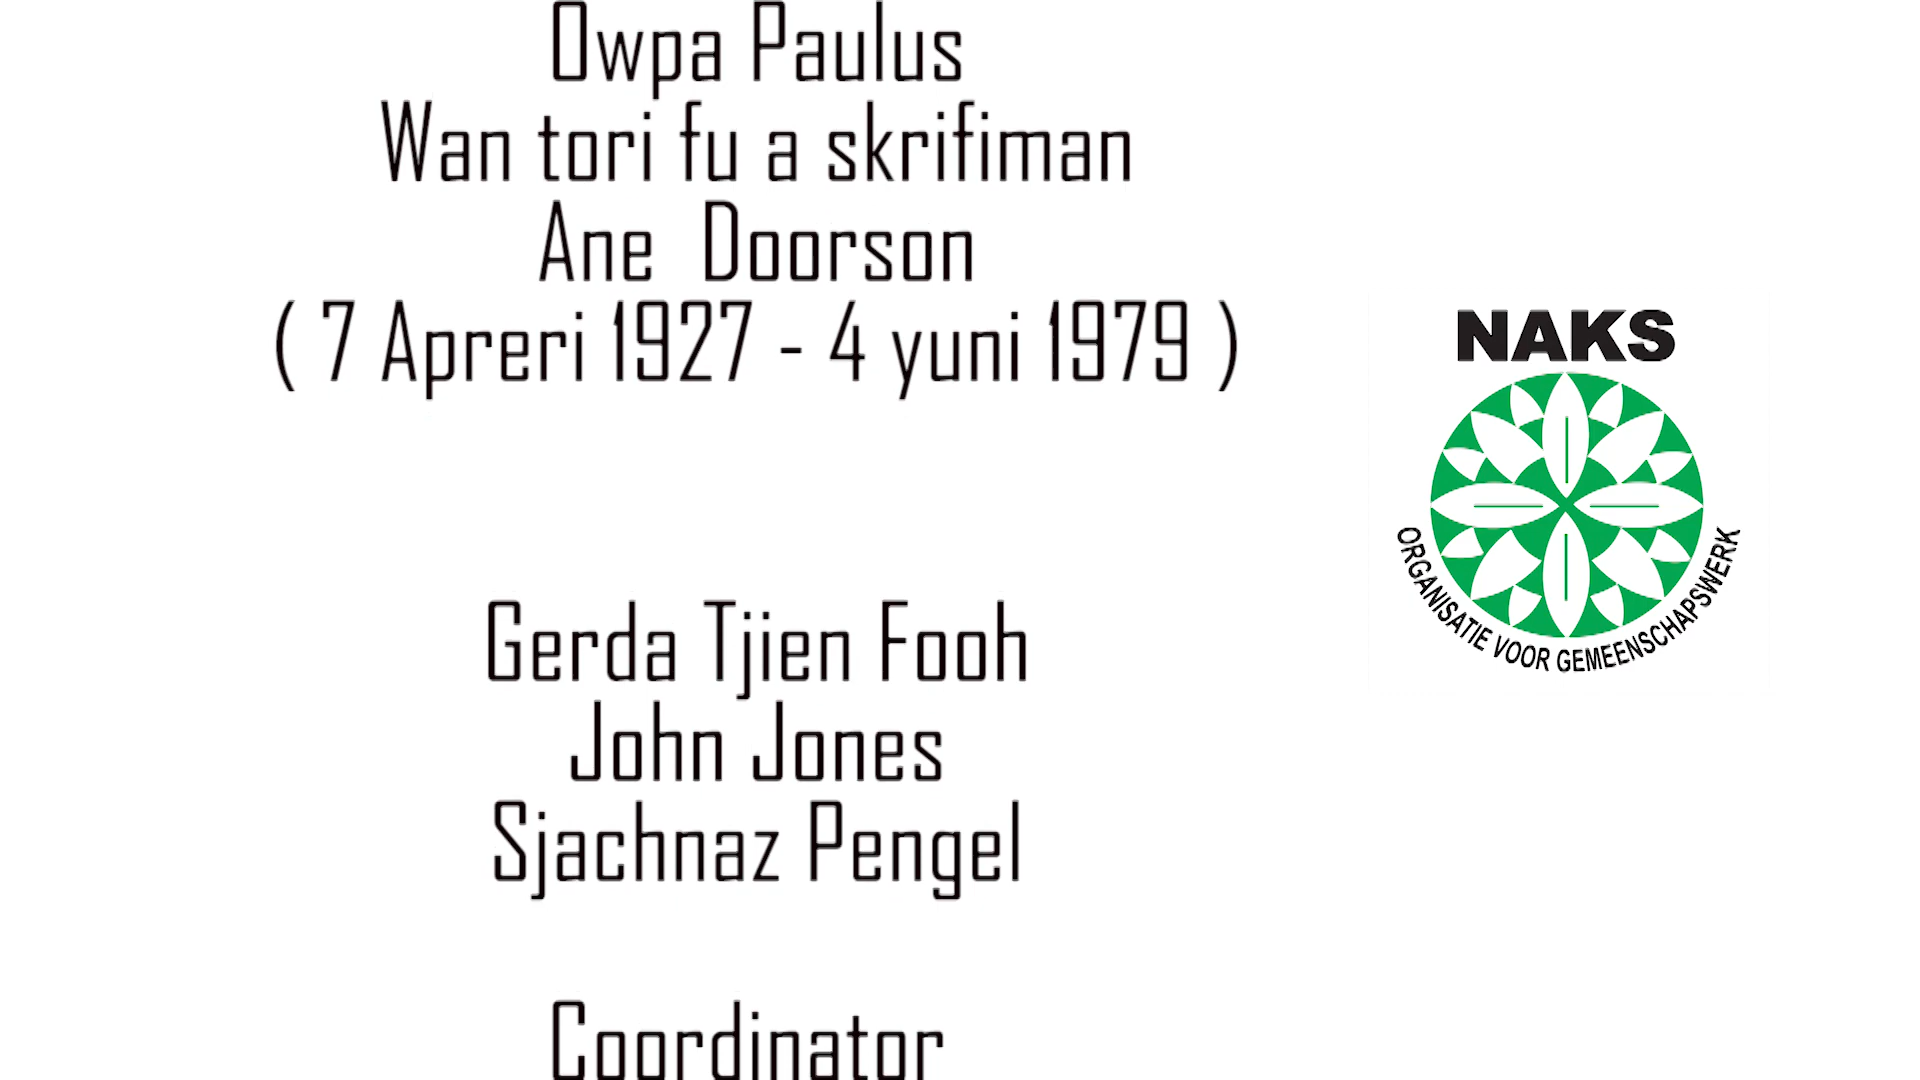 Owpa Paulus
Wan tori fu a skrifiman
Ane Doorson
( 7 Apreri 1927 - 4 yuni 1979 )
Gerda Tjien Fooh
John Jones
Sjachnaz Pengel
Coordinator
NAKS
ORGANISATIE VOOR GEMEENSCHAPSWERK